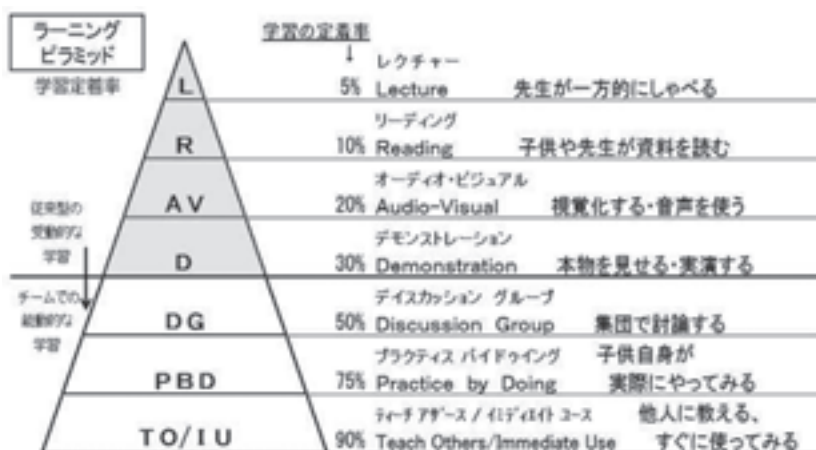 ラーニング
ピラミッド
学習定着率
学習の定着率
↓
L
レクチャー
5% Lecture 先生が一方的にしゃべる
R
リーディング
10% Reading 子供や先生が資料を読む
AV
オーディオ・ビジュアル
20% Audio-Visual 視覚化する・音声を使う
従来型の
受動的な
学習
D
デモンストレーション
30% Demonstration 本物を見せる・実演する
チームでの
能動的な
学習
DG
デイスカッション グループ
50% Discussion Group 集団で討論する
PBD
プラクティス バイドゥイング 子供自身が
75% Practice by Doing 実際にやってみる
TO/IU
ティーチ アザース / イミディエイト ユース 他人に教える、
90% Teach Others/Immediate Use すぐに使ってみる